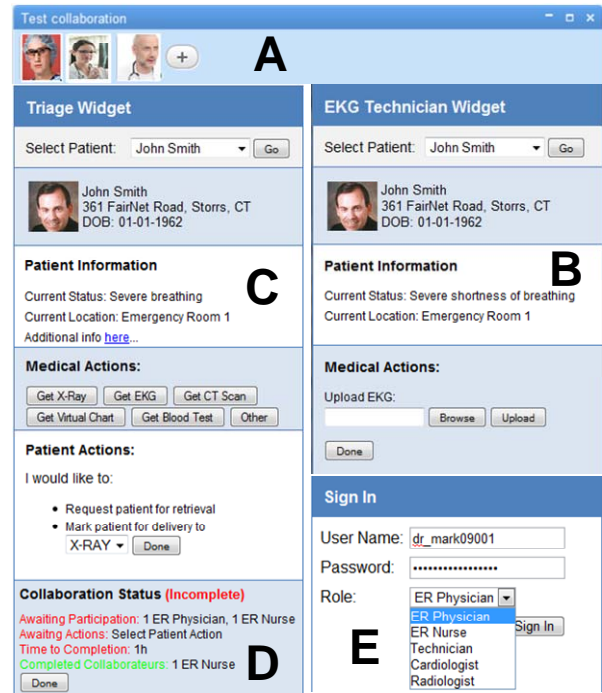 Test collaboration
A
Triage Widget
Select Patient: John Smith Go
John Smith
361 FairNet Road, Storrs, CT
DOB: 01-01-1962
Patient Information
C
Current Status: Severe breathing
Current Location: Emergency Room 1
Additional info here...
Medical Actions:
Get X-Ray Get EKG Get CT Scan
Get Virtual Chart Get Blood Test Other
Patient Actions:
I would like to:
• Request patient for retrieval
• Mark patient for delivery to
X-RAY Done
Collaboration Status (Incomplete)
Awaiting Participation: 1 ER Physician, 1 ER Nurse
Awaitng Actions: Select Patient Action
Time to Completion: 1h
Completed Collaborateurs: 1 ER Nurse
D
Done
EKG Technician Widget
Select Patient: John Smith Go
John Smith
361 FairNet Road, Storrs, CT
DOB: 01-01-1962
Patient Information
B
Current Status: Severe shortness of breathing
Current Location: Emergency Room 1
Medical Actions:
Upload EKG:
Browse Upload
Done
Sign In
User Name: dr_mark09001
Password: •••••••••••••••••
Role: ER Physician
ER Physician
ER Nurse Sign In
Technician
Cardiologist
Radiologist
E